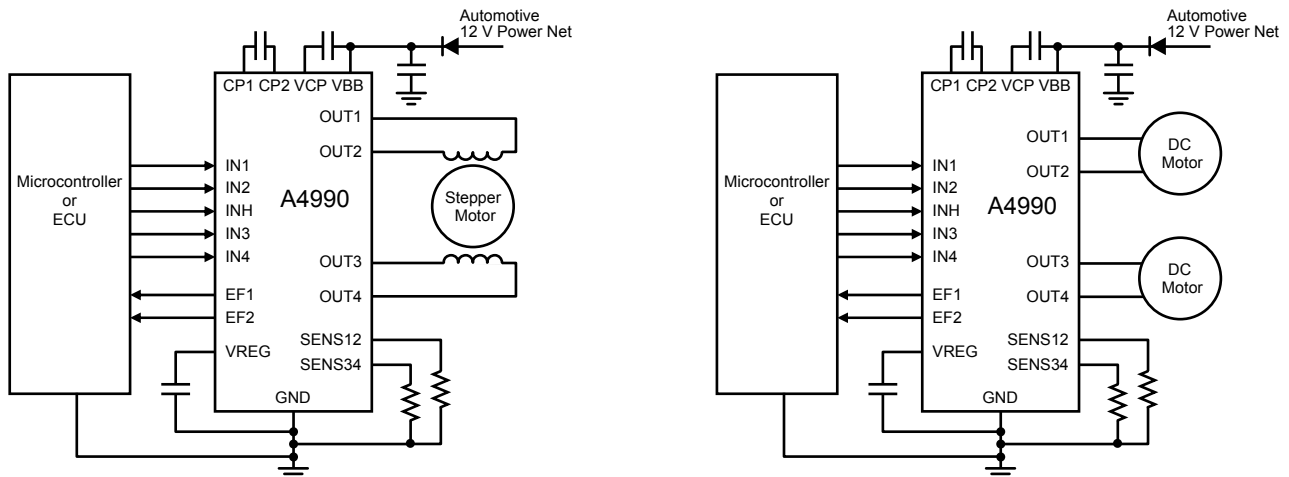 Automotive
12 V Power Net
CP1 CP2 VCP VBB
OUT1
OUT2
IN1
IN2
INH
IN3
IN4
Microcontroller
or
ECU
A4990
Stepper
Motor
OUT3
OUT4
EF1
EF2
SENS12
VREG
SENS34
GND
Automotive
12 V Power Net
CP1 CP2 VCP VBB
OUT1
OUT2
DC
Motor
IN1
IN2
INH
IN3
IN4
Microcontroller
or
ECU
A4990
OUT3
OUT4
DC
Motor
EF1
EF2
SENS12
VREG
SENS34
GND